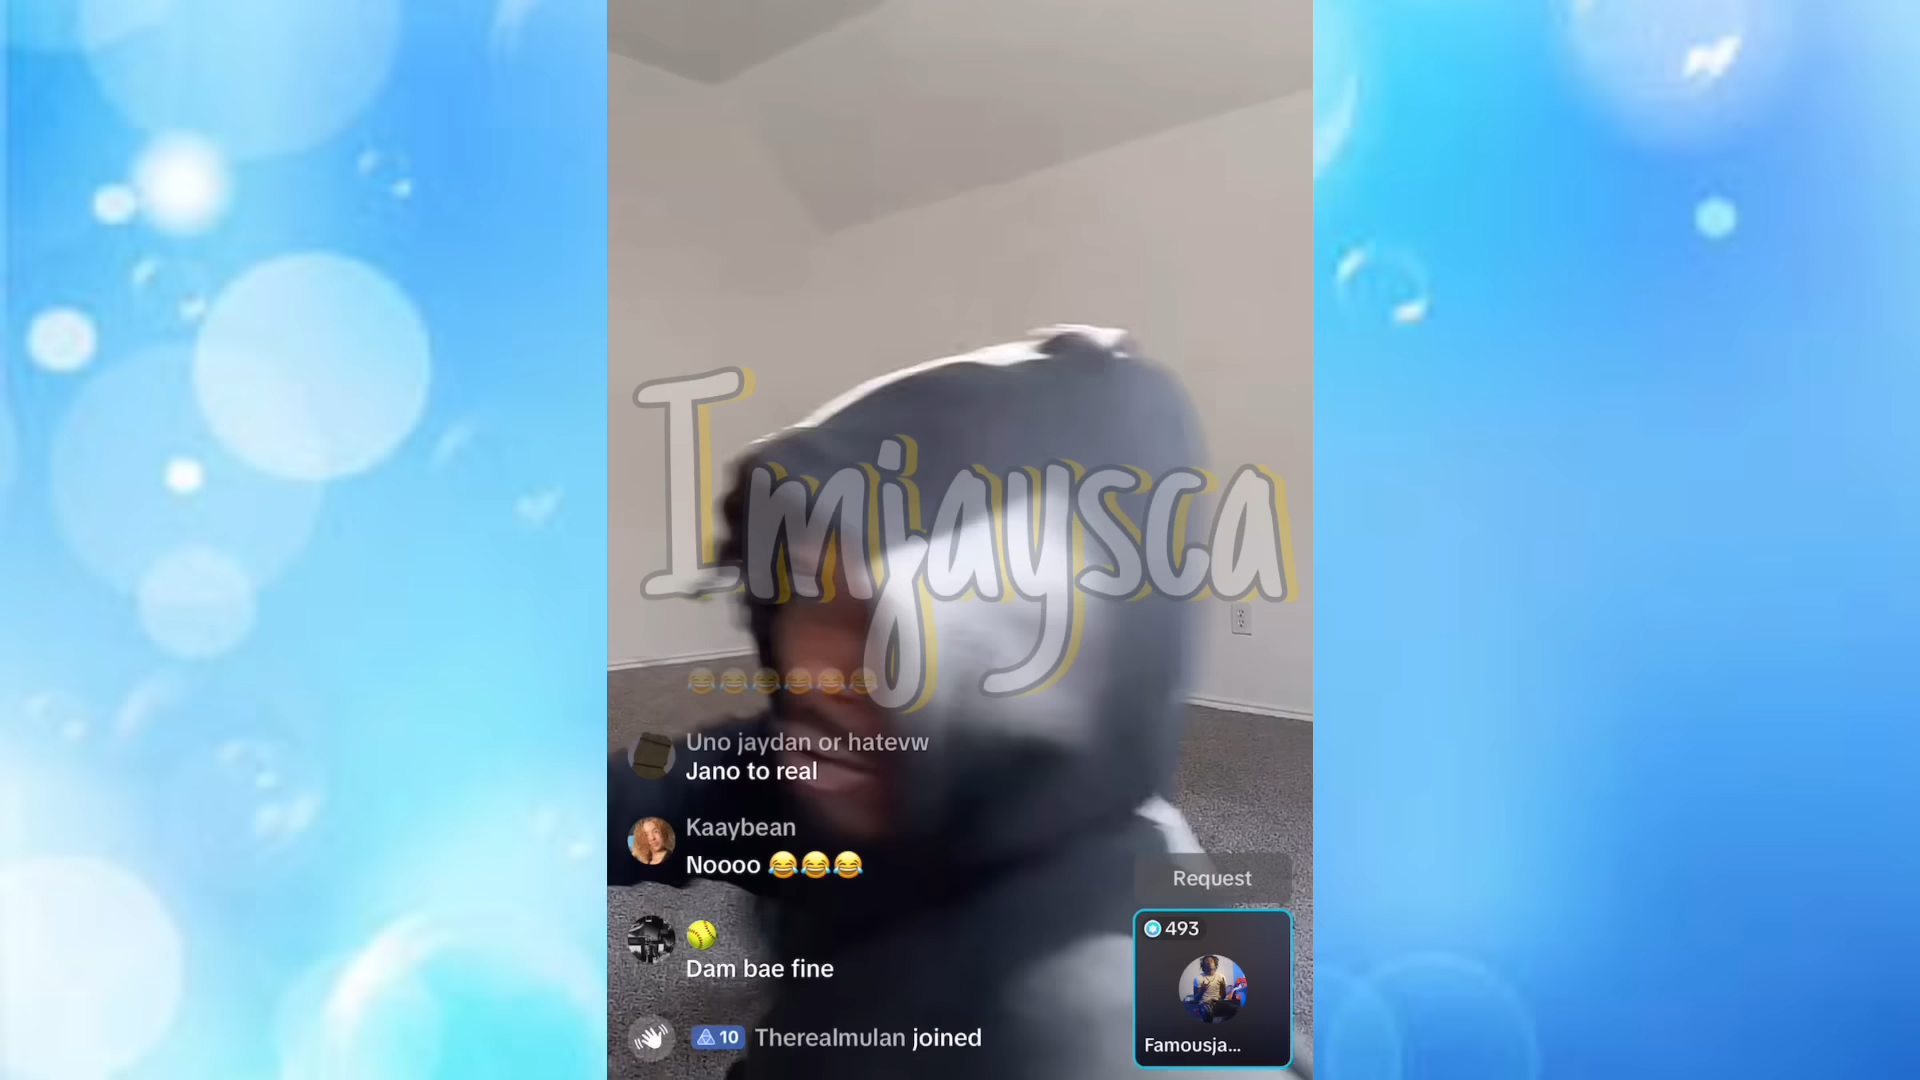 Imjaysca
😂😂😂😂😂😂
Uno jaydan or hatevw
Jano to real
Kaaybean
Noooo 😂😂😂
🥎
Dam bae fine
10 Therealmulan joined
Request
493
Famousja...